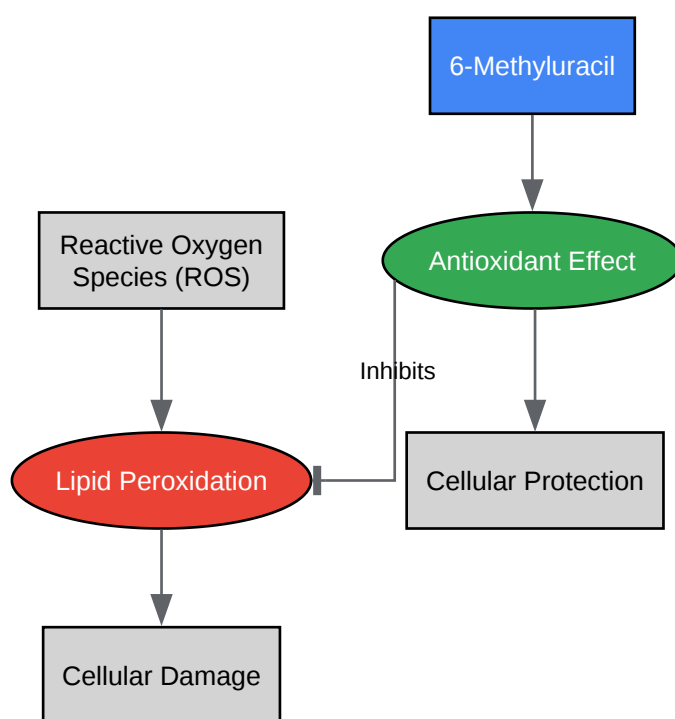 6-Methyluracil
Reactive Oxygen
Species (ROS)
Antioxidant Effect
Inhibits
Lipid Peroxidation
Cellular Protection
Cellular Damage